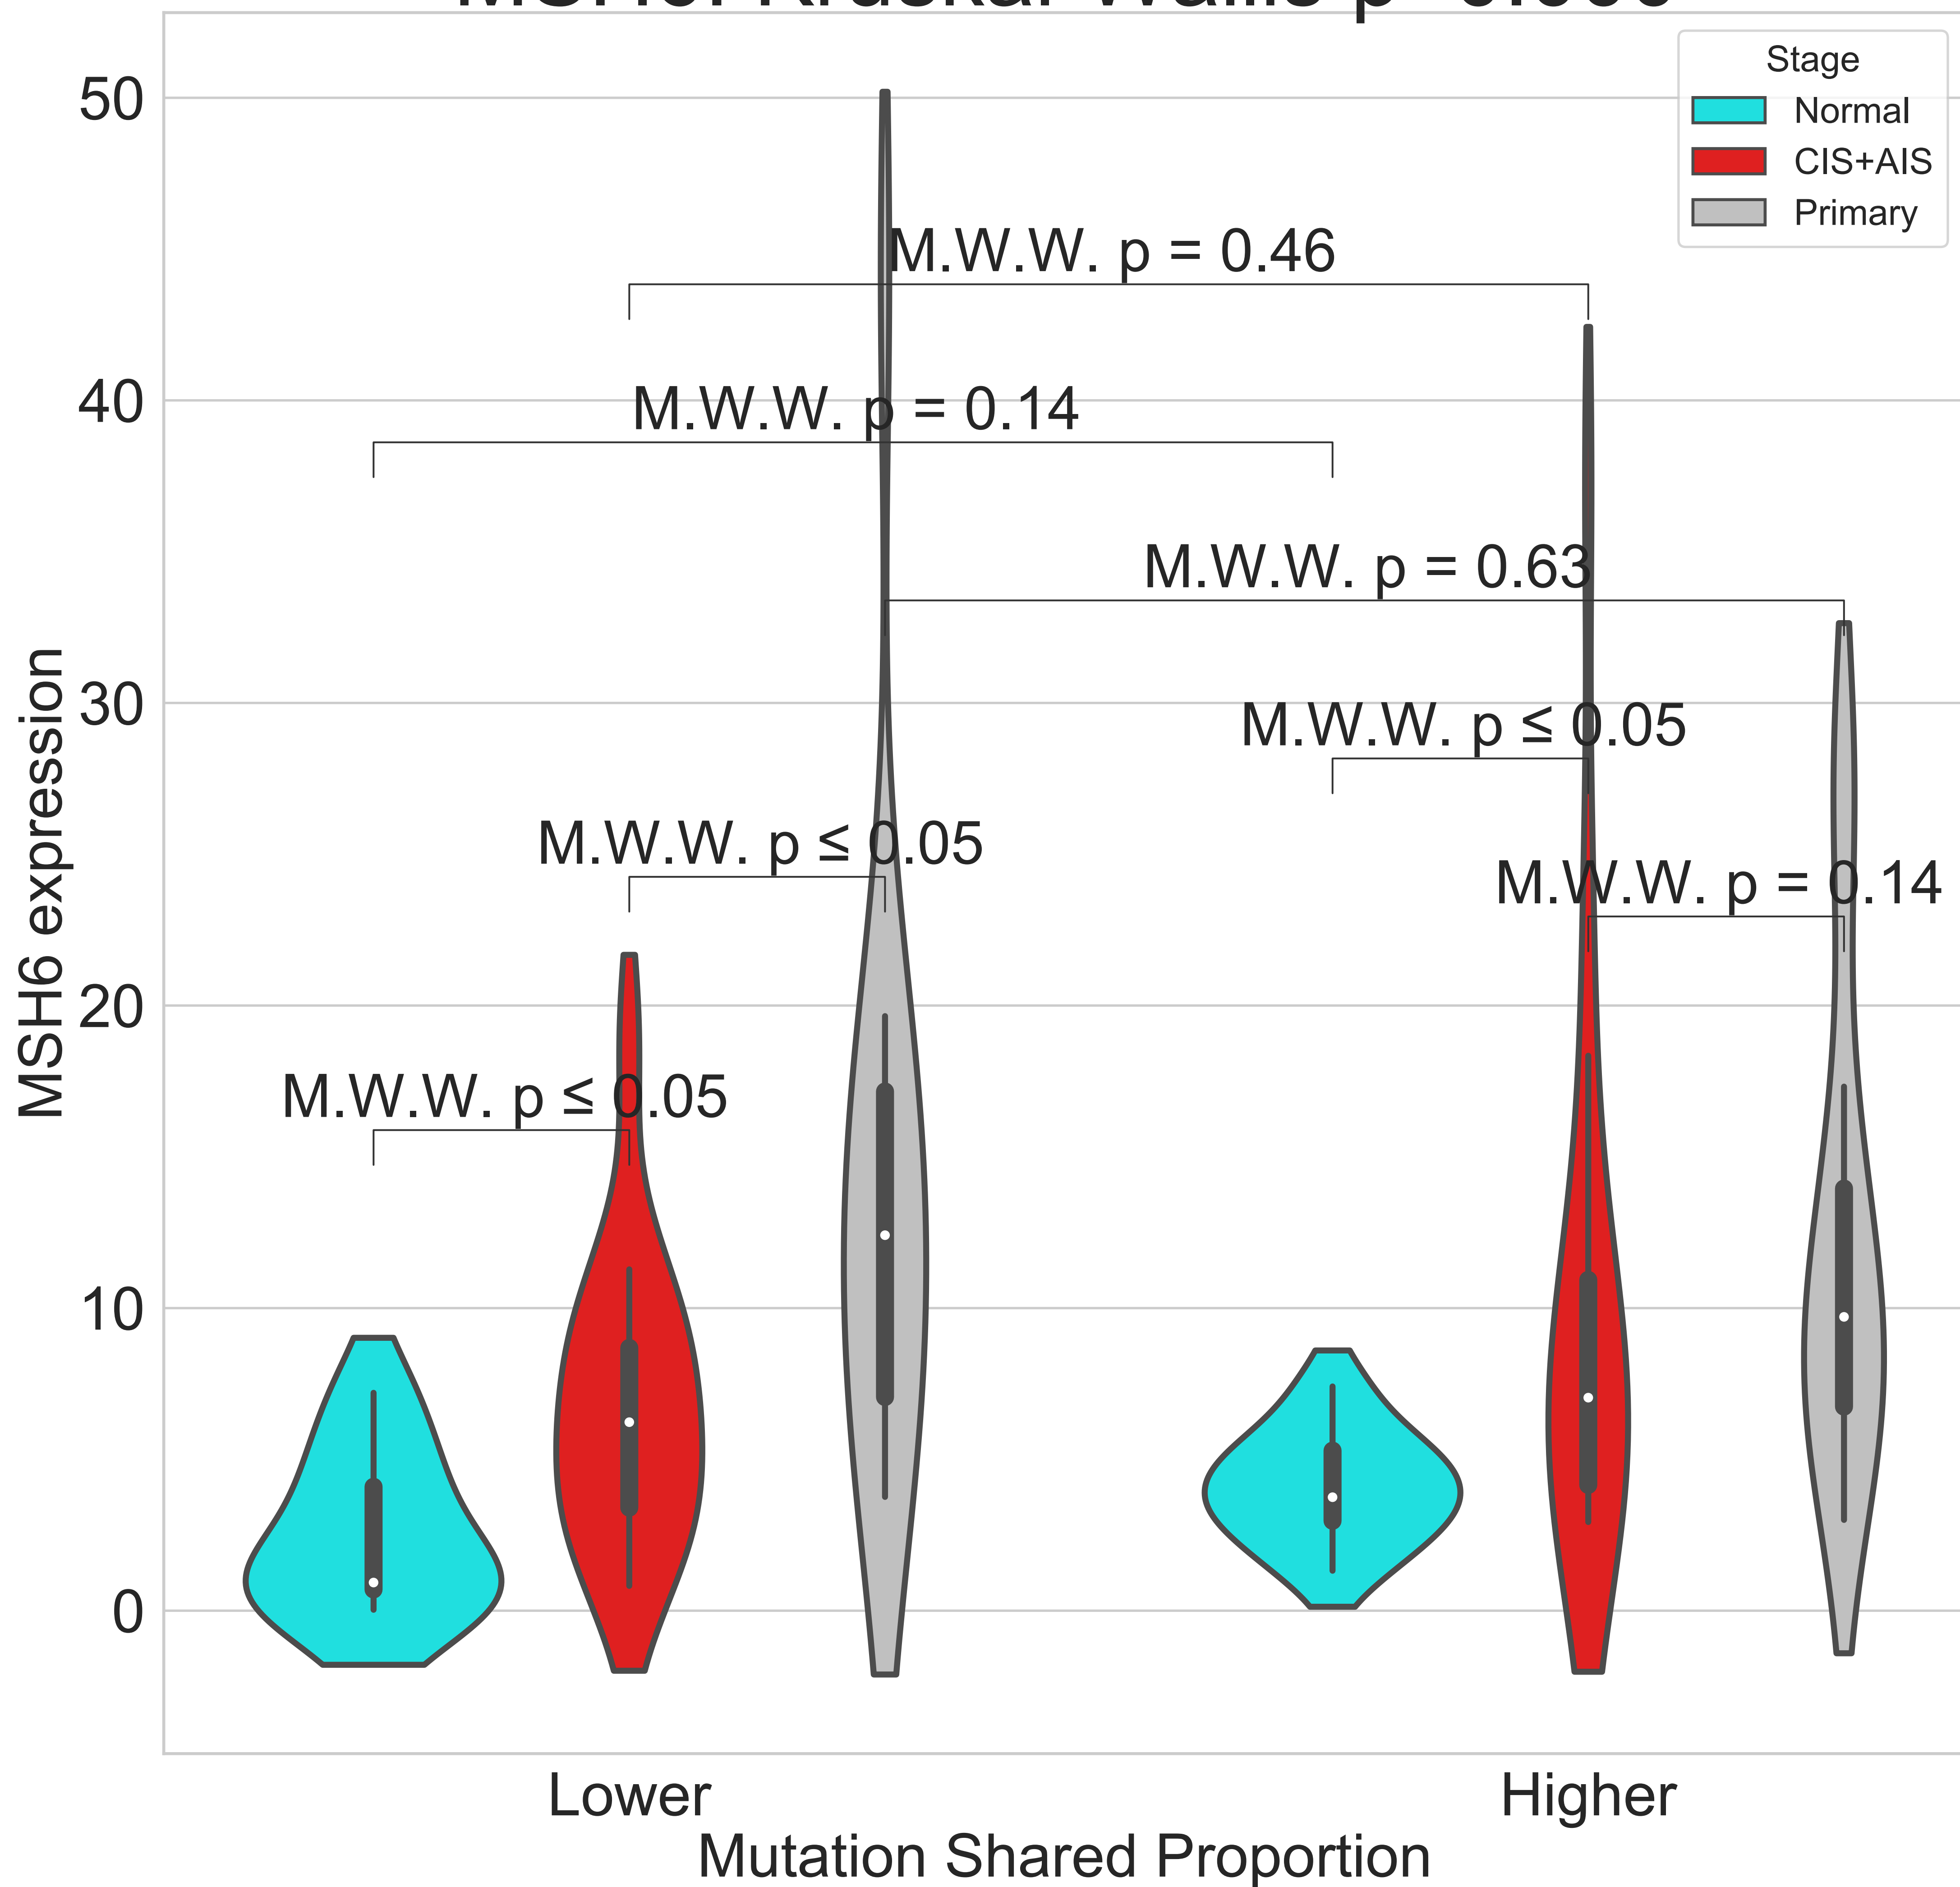 Stage
Normal
CIS+AIS
Primary
50
40
30
20
10
0
MSH6 expression
M.W.W. p = 0.46
M.W.W. p = 0.14
M.W.W. p = 0.63
M.W.W. p ≤ 0.05
M.W.W. p ≤ 0.05
M.W.W. p = 0.14
M.W.W. p ≤ 0.05
Lower
Higher
Mutation Shared Proportion